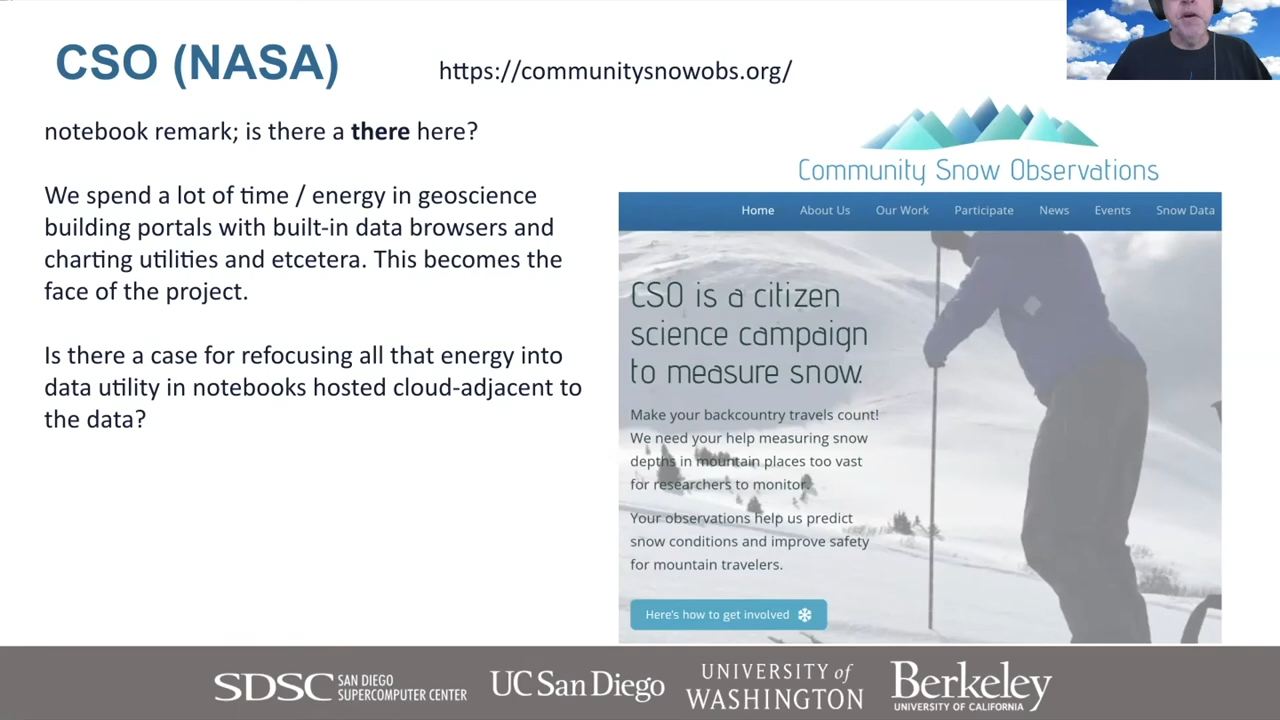 CSO (NASA)
https://communitysnowobs.org/
notebook remark; is there a there here?
We spend a lot of time / energy in geoscience
building portals with built-in data browsers and
charting utilities and etcetera. This becomes the
face of the project.
Is there a case for refocusing all that energy into
data utility in notebooks hosted cloud-adjacent to
the data?
Community Snow Observations
Home About Us Our Work Participate News Events Snow Data
CSO is a citizen
science campaign
to measure snow.
Make your backcountry travels count!
We need your help measuring snow
depths in mountain places too vast
for researchers to monitor.
Your observations help us predict
snow conditions and improve safety
for mountain travelers.
Here's how to get involved
SDSC SAN DIEGO
SUPERCOMPUTER CENTER
UC San Diego
UNIVERSITY of
WASHINGTON
Berkeley
UNIVERSITY OF CALIFORNIA